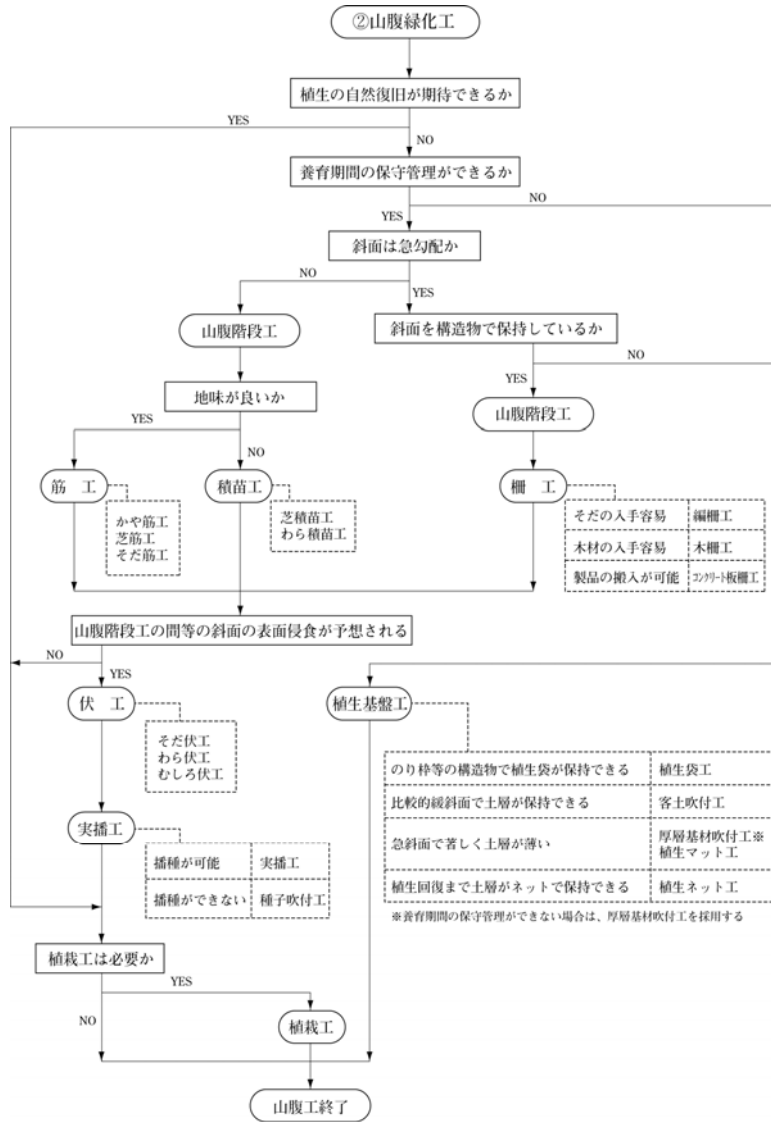 ②山腹緑化工
植生の自然復旧が期待できるか
YES
NO
養育期間の保守管理ができるか
NO
YES
斜面は急勾配か
NO
YES
山腹階段工
斜面を構造物で保持しているか
NO
YES
地味が良いか
山腹階段工
YES
NO
筋 工
積苗工
柵 工
かや筋工
芝筋工
そだ筋工
芝積苗工
わら積苗工
そだの入手容易 編柵工
木材の入手容易 木柵工
製品の搬入が可能 コンクリート板柵工
山腹階段工の間等の斜面の表面侵食が予想される
NO
YES
伏 工
植生基盤工
そだ伏工
わら伏工
むしろ伏工
のり枠等の構造物で植生袋が保持できる 植生袋工
比較的緩斜面で土層が保持できる 客土吹付工
急斜面で著しく土層が薄い 厚層基材吹付工※
植生マット工
植生回復まで土層がネットで保持できる 植生ネット工
※養育期間の保守管理ができない場合は、厚層基材吹付工を採用する
実播工
播種が可能 実播工
播種ができない 種子吹付工
植栽工は必要か
YES
NO
植栽工
山腹工終了